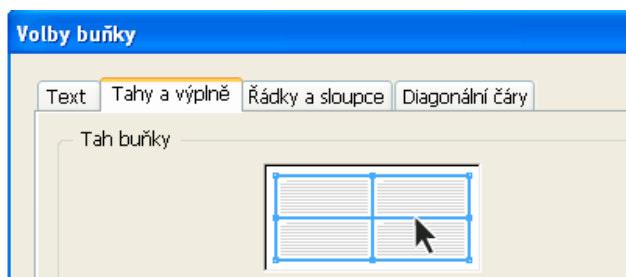 Volby buňky
Text Tahy a výplně Řádky a sloupce Diagonální čáry
Tah buňky